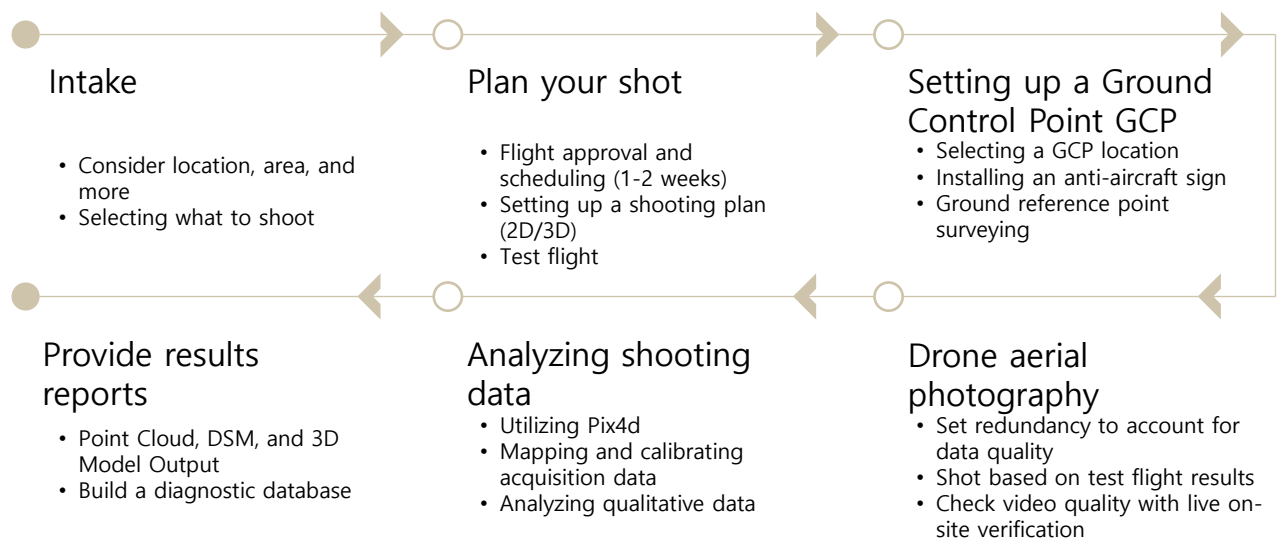 Intake
• Consider location, area, and
more
• Selecting what to shoot
Plan your shot
• Flight approval and
scheduling (1-2 weeks)
• Setting up a shooting plan
(2D/3D)
• Test flight
Setting up a Ground
Control Point GCP
• Selecting a GCP location
• Installing an anti-aircraft sign
• Ground reference point
surveying
Drone aerial
photography
• Set redundancy to account for
data quality
• Shot based on test flight results
• Check video quality with live on-
site verification
Analyzing shooting
data
• Utilizing Pix4d
• Mapping and calibrating
acquisition data
• Analyzing qualitative data
Provide results
reports
• Point Cloud, DSM, and 3D
Model Output
• Build a diagnostic database